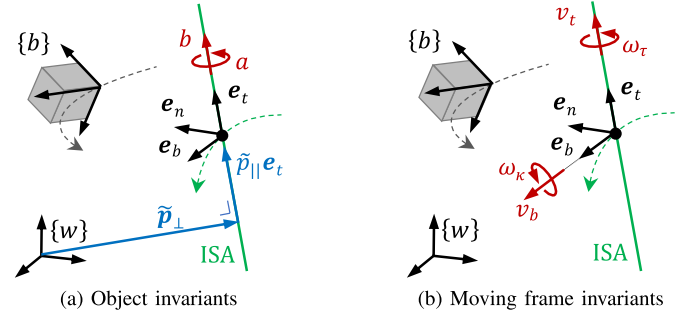 {b}
b
a
e_t
e_n
e_b
p̃_|| e_t
p̃_⊥
{w}
ISA
(a) Object invariants
{b}
v_t
ω_τ
e_t
e_n
e_b
ω_κ
v_b
{w}
ISA
(b) Moving frame invariants